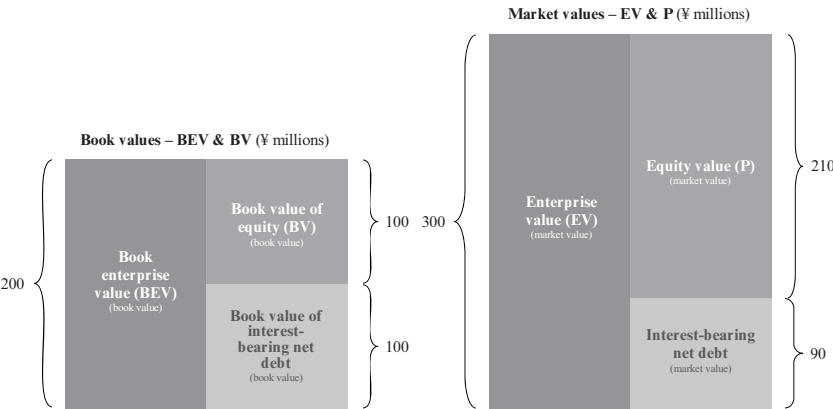 Market values – EV & P (¥ millions)
Book values – BEV & BV (¥ millions)
200
Book
enterprise
value (BEV)
(book value)
Book value of
equity (BV)
(book value)
Book value of
interest-
bearing net
debt
(book value)
100
100
300
Enterprise
value (EV)
(market value)
Equity value (P)
(market value)
Interest-bearing
net debt
(market value)
210
90